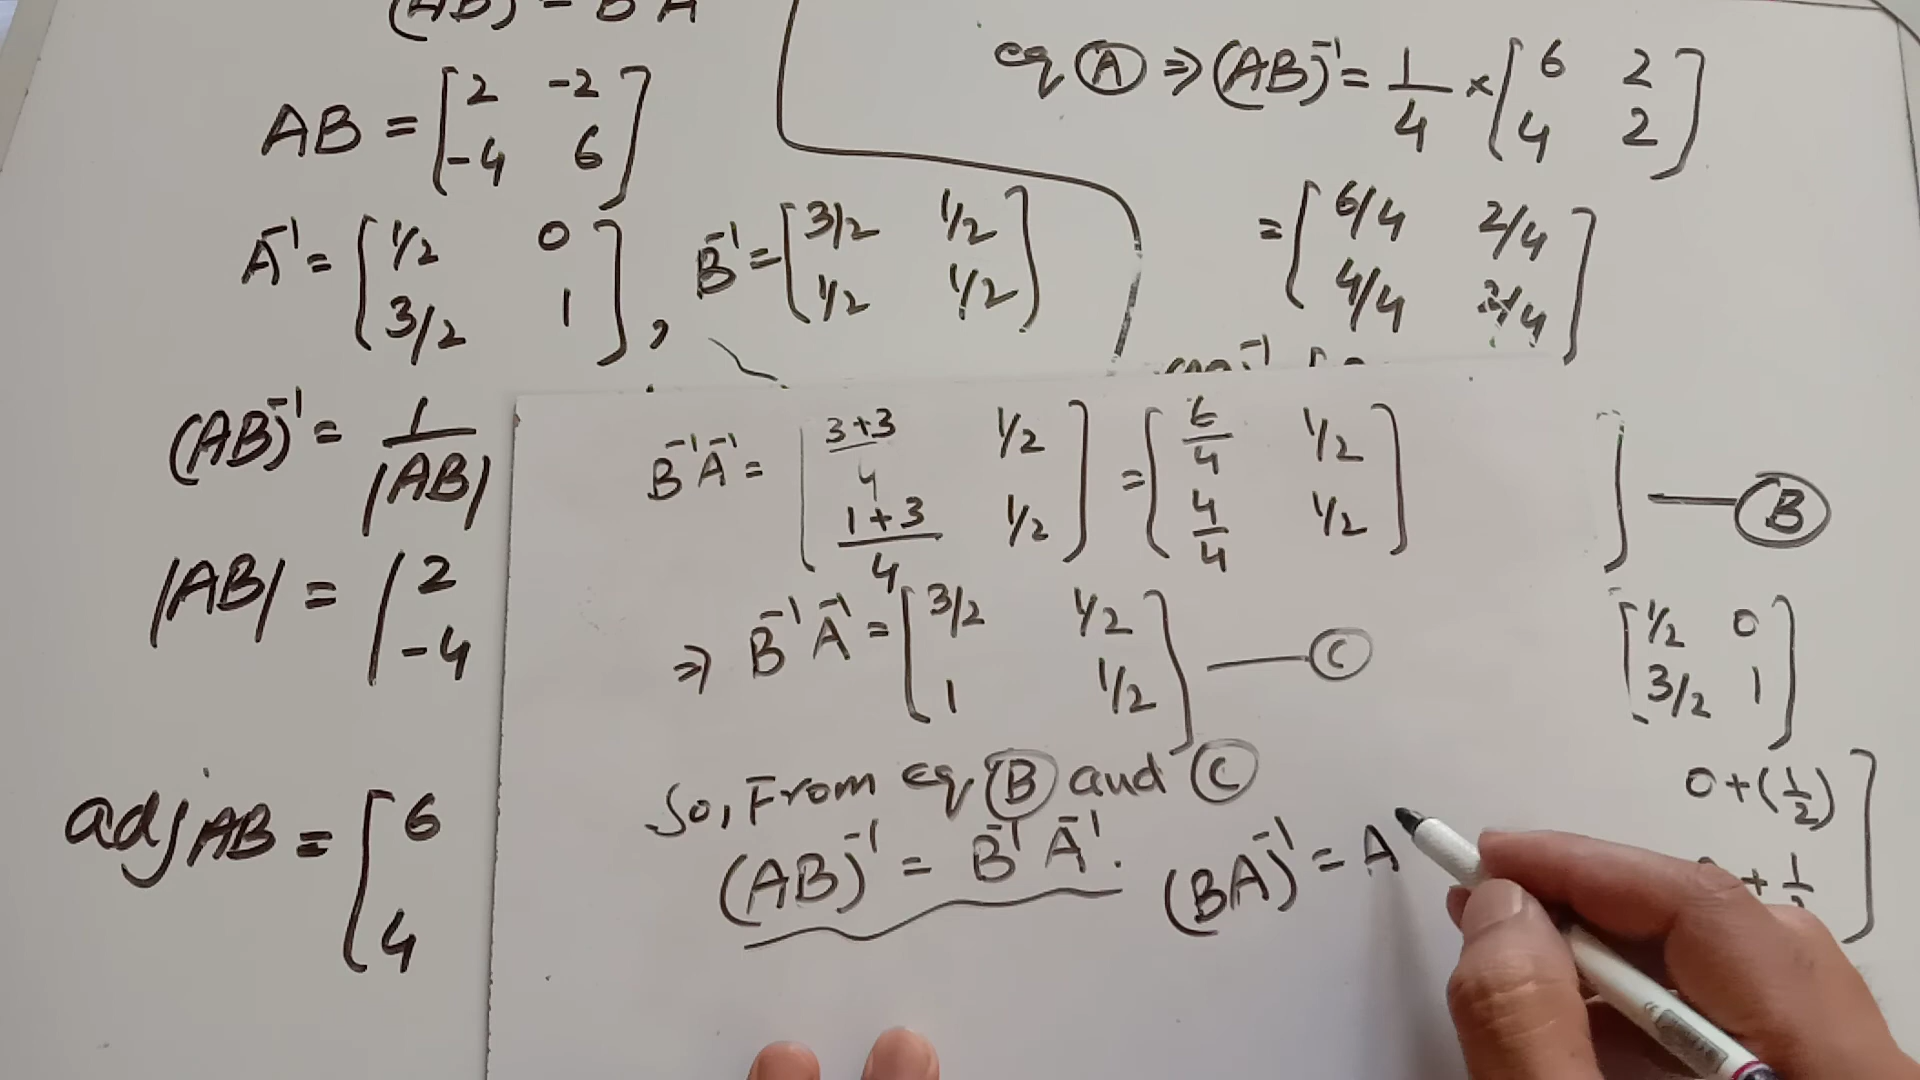 (AB)⁻¹ = B⁻¹A⁻¹
AB = [2 -2
-4 6]
A⁻¹ = [1/2 0
3/2 1],
B⁻¹ = [3/2 1/2
1/2 1/2]
(AB)⁻¹ = 1
|AB|
|AB| = |2
-4
adj AB = [6
4
eq (A) ⇒ (AB)⁻¹ = 1/4 × [6 2
4 2]
= [6/4 2/4
4/4 2/4]
B⁻¹A⁻¹ = [3+3/4 1/2
1+3/4 1/2] = [6/4 1/2
4/4 1/2]
] — (B)
⇒ B⁻¹A⁻¹ = [3/2 1/2
1 1/2] — (C)
[1/2 0
3/2 1]
0+(1/2)
So, From eq (B) and (C)
(AB)⁻¹ = B⁻¹A⁻¹. (BA)⁻¹ = A